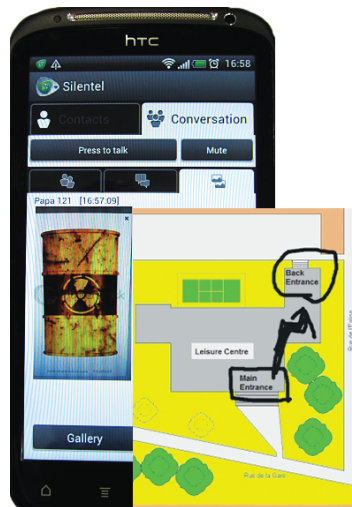 hTC
16:58
Silentel
Contacts
Conversation
Press to talk
Mute
Papa 121 [16:57:09]
Gallery
Back
Entrance
Leisure Centre
Main
Entrance
Rue de la Gare